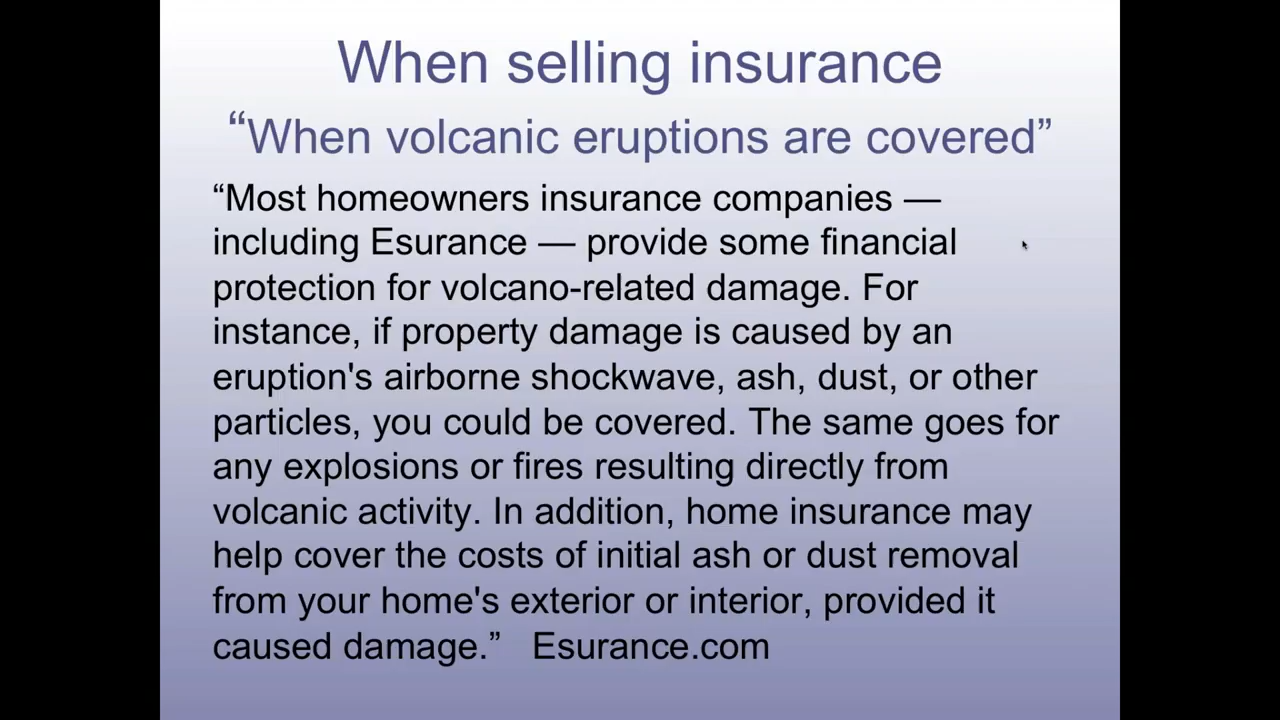 When selling insurance
“When volcanic eruptions are covered”
“Most homeowners insurance companies —
including Esurance — provide some financial
protection for volcano-related damage. For
instance, if property damage is caused by an
eruption's airborne shockwave, ash, dust, or other
particles, you could be covered. The same goes for
any explosions or fires resulting directly from
volcanic activity. In addition, home insurance may
help cover the costs of initial ash or dust removal
from your home's exterior or interior, provided it
caused damage.” Esurance.com